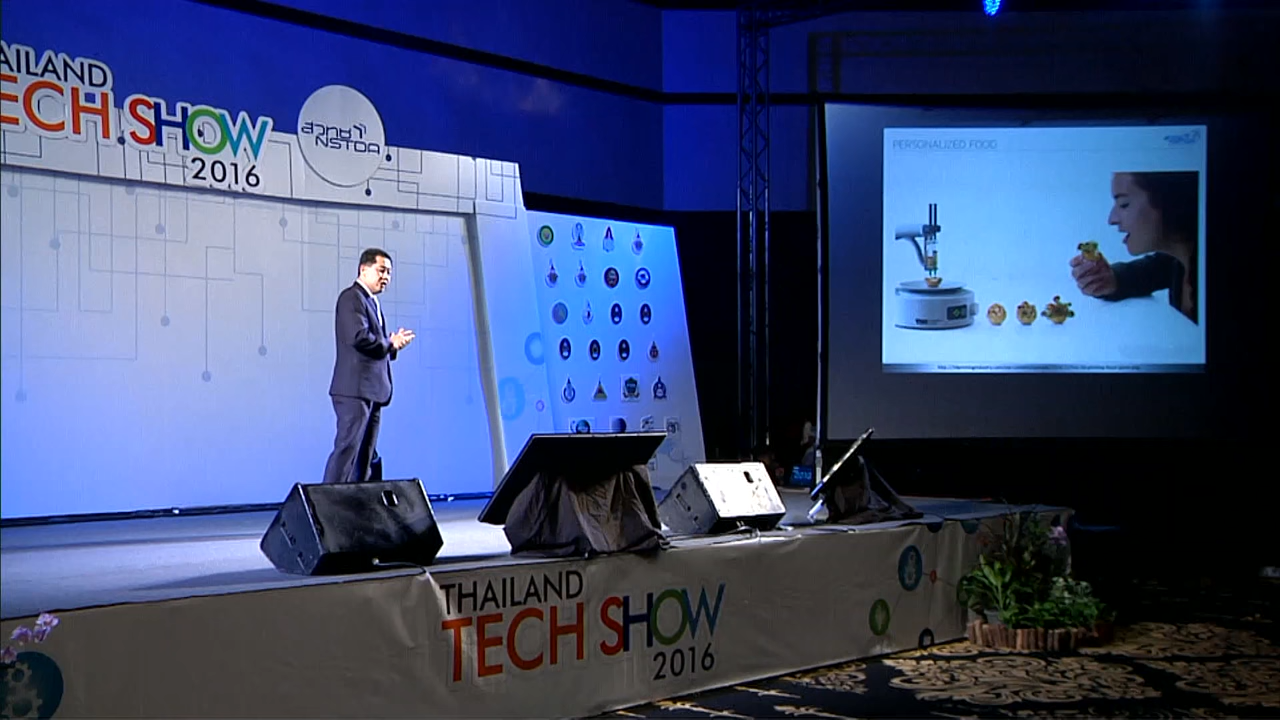 THAILAND
TECH SHOW
2016
สวทช
NSTDA
PERSONALIZED FOOD
THAILAND
TECH SHOW
2016